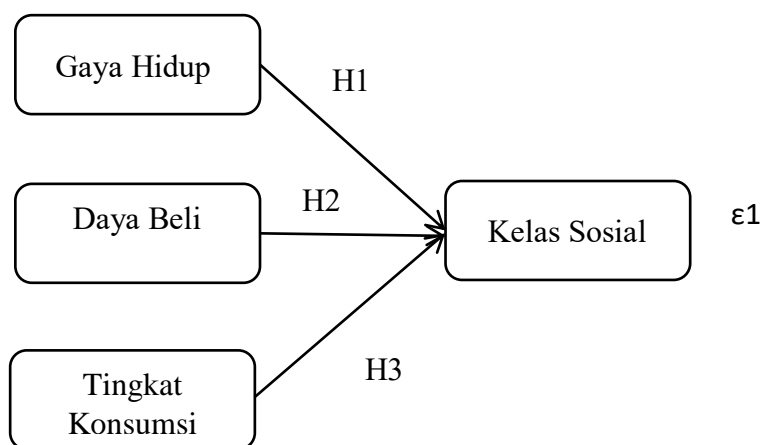 Gaya Hidup
H1
Daya Beli
H2
Kelas Sosial
ε1
H3
Tingkat
Konsumsi